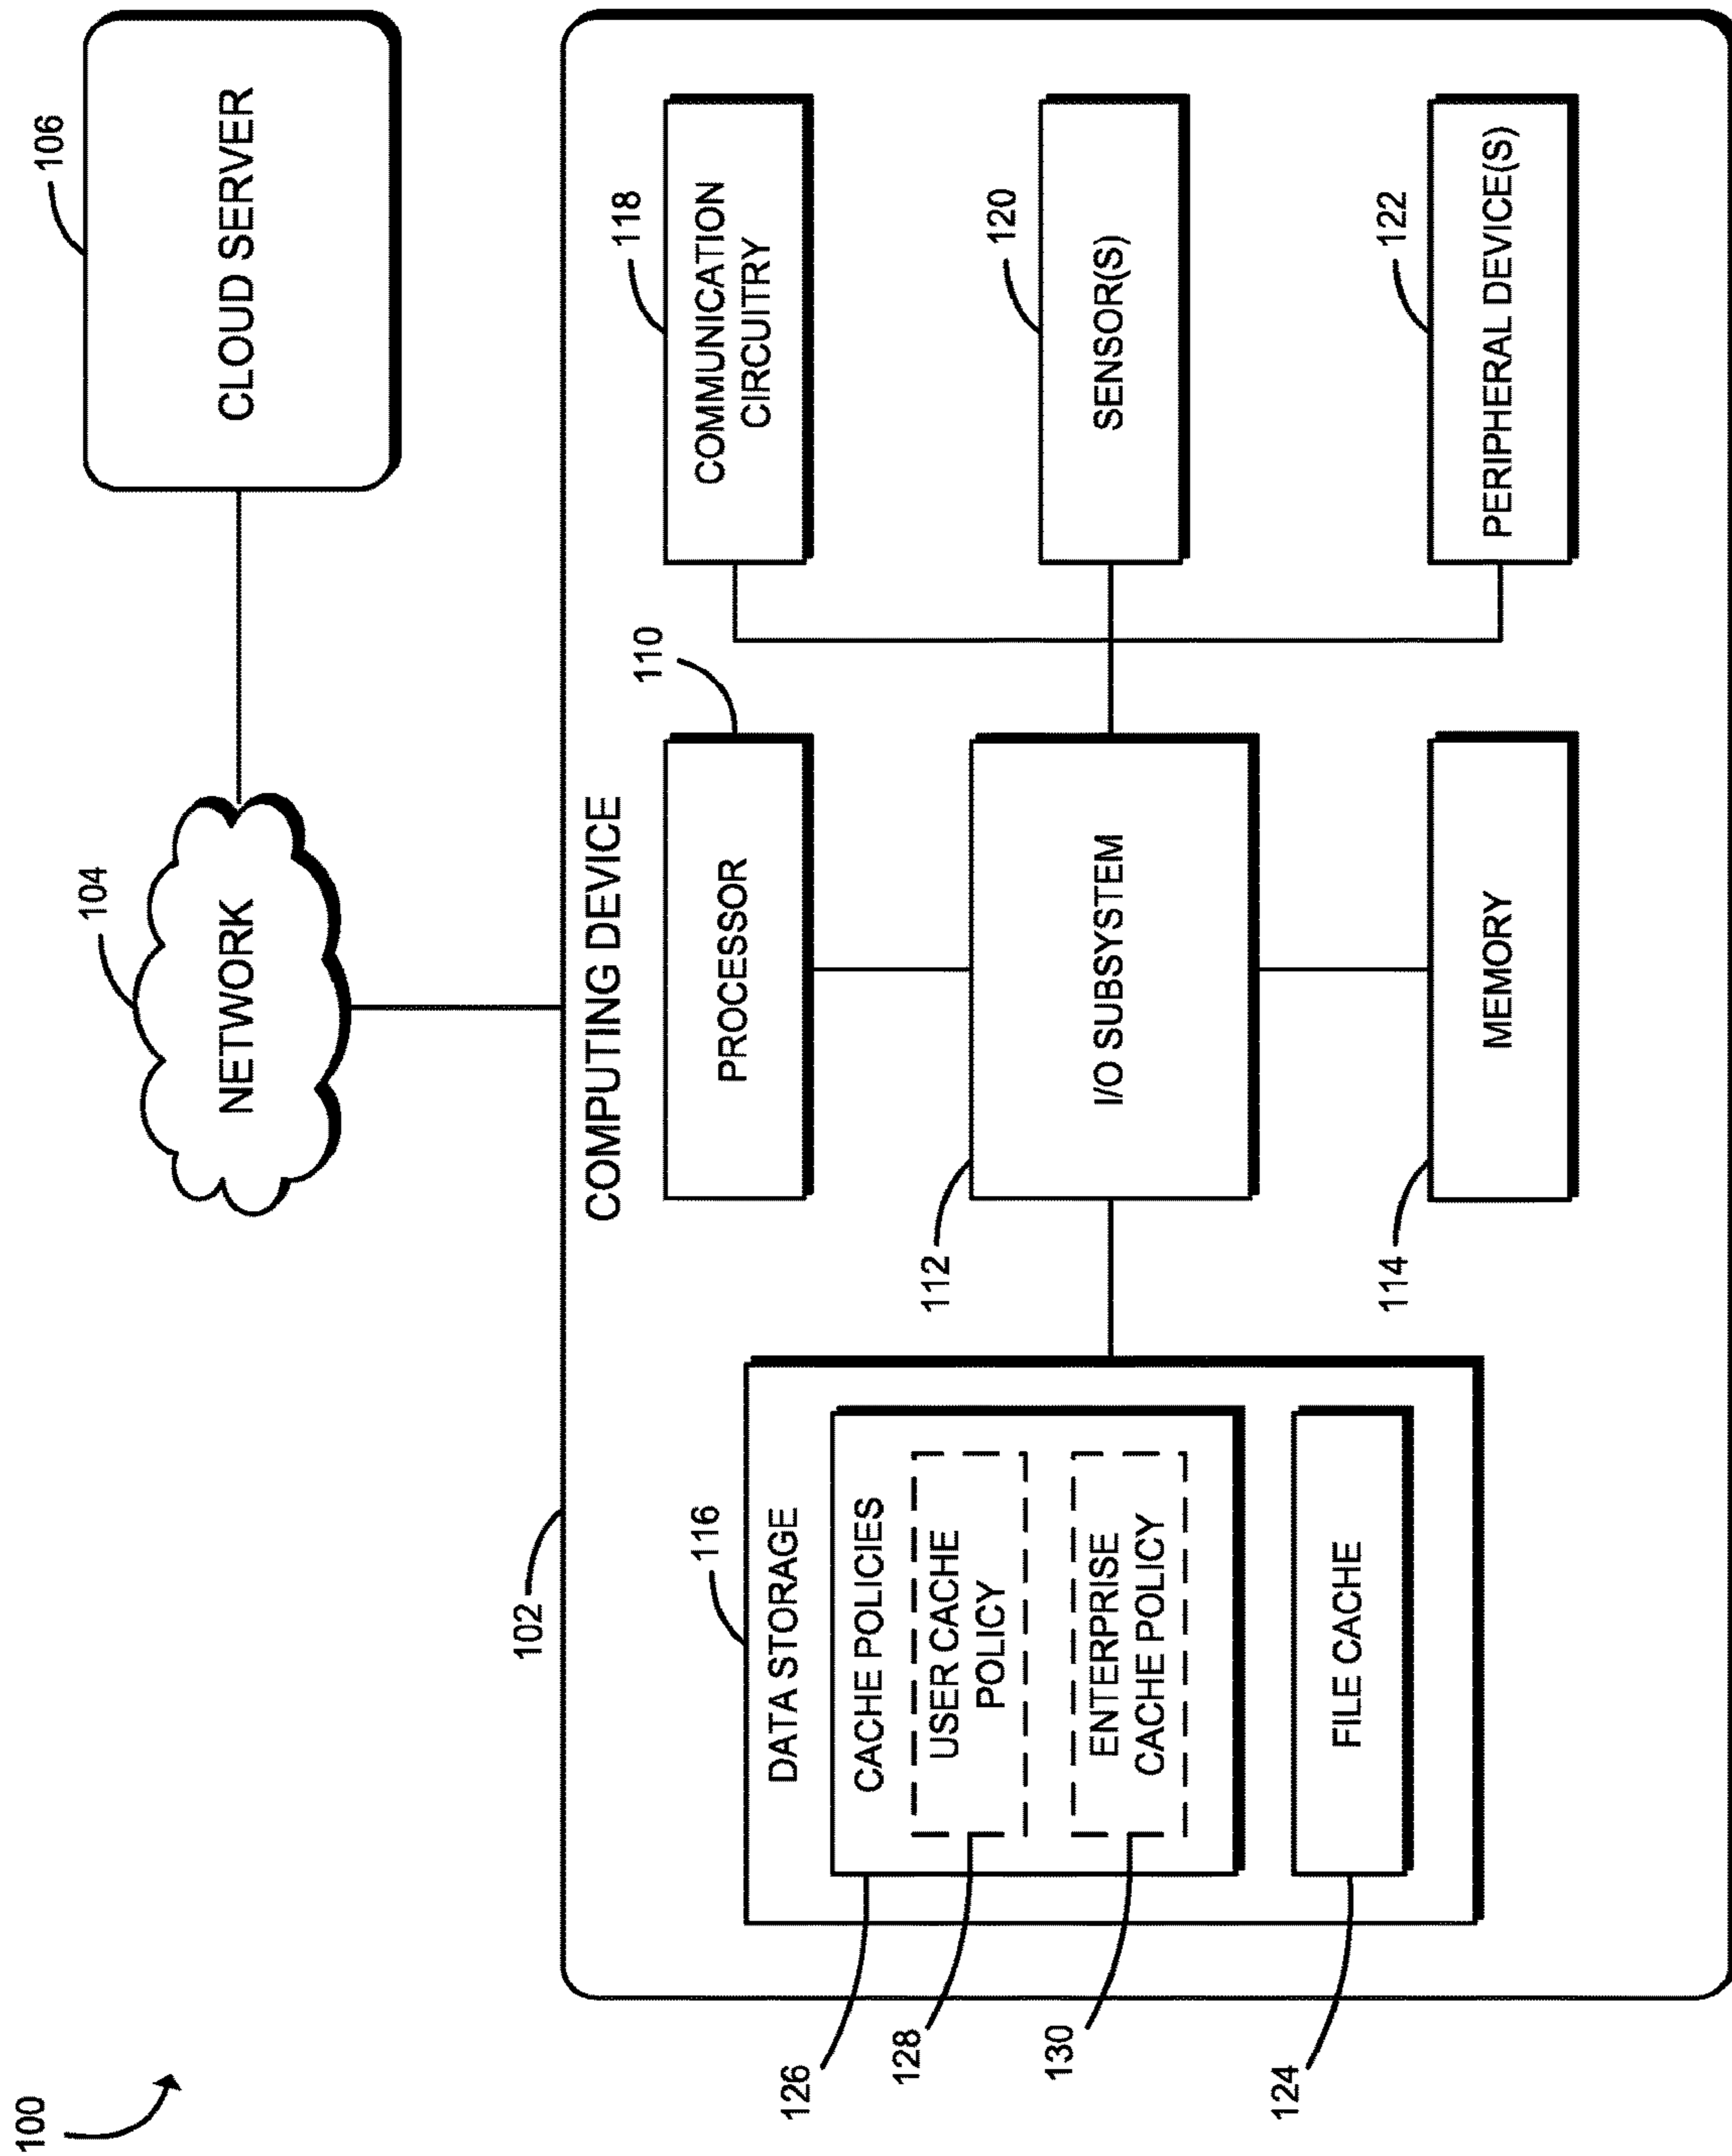 100
104
NETWORK
106
CLOUD SERVER
102
COMPUTING DEVICE
116
DATA STORAGE
126
CACHE POLICIES
128
USER CACHE
POLICY
130
ENTERPRISE
CACHE POLICY
124
FILE CACHE
110
PROCESSOR
112
I/O SUBSYSTEM
114
MEMORY
118
COMMUNICATION
CIRCUITRY
120
SENSOR(S)
122
PERIPHERAL DEVICE(S)